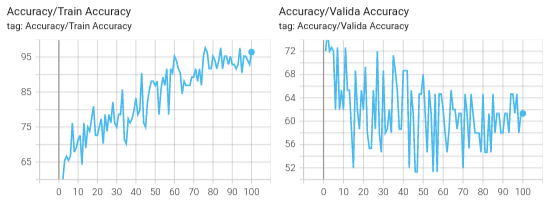 Accuracy/Train Accuracy
tag: Accuracy/Train Accuracy
95
85
75
65
0 10 20 30 40 50 60 70 80 90 100
Accuracy/Valida Accuracy
tag: Accuracy/Valida Accuracy
72
68
64
60
56
52
0 10 20 30 40 50 60 70 80 90 100